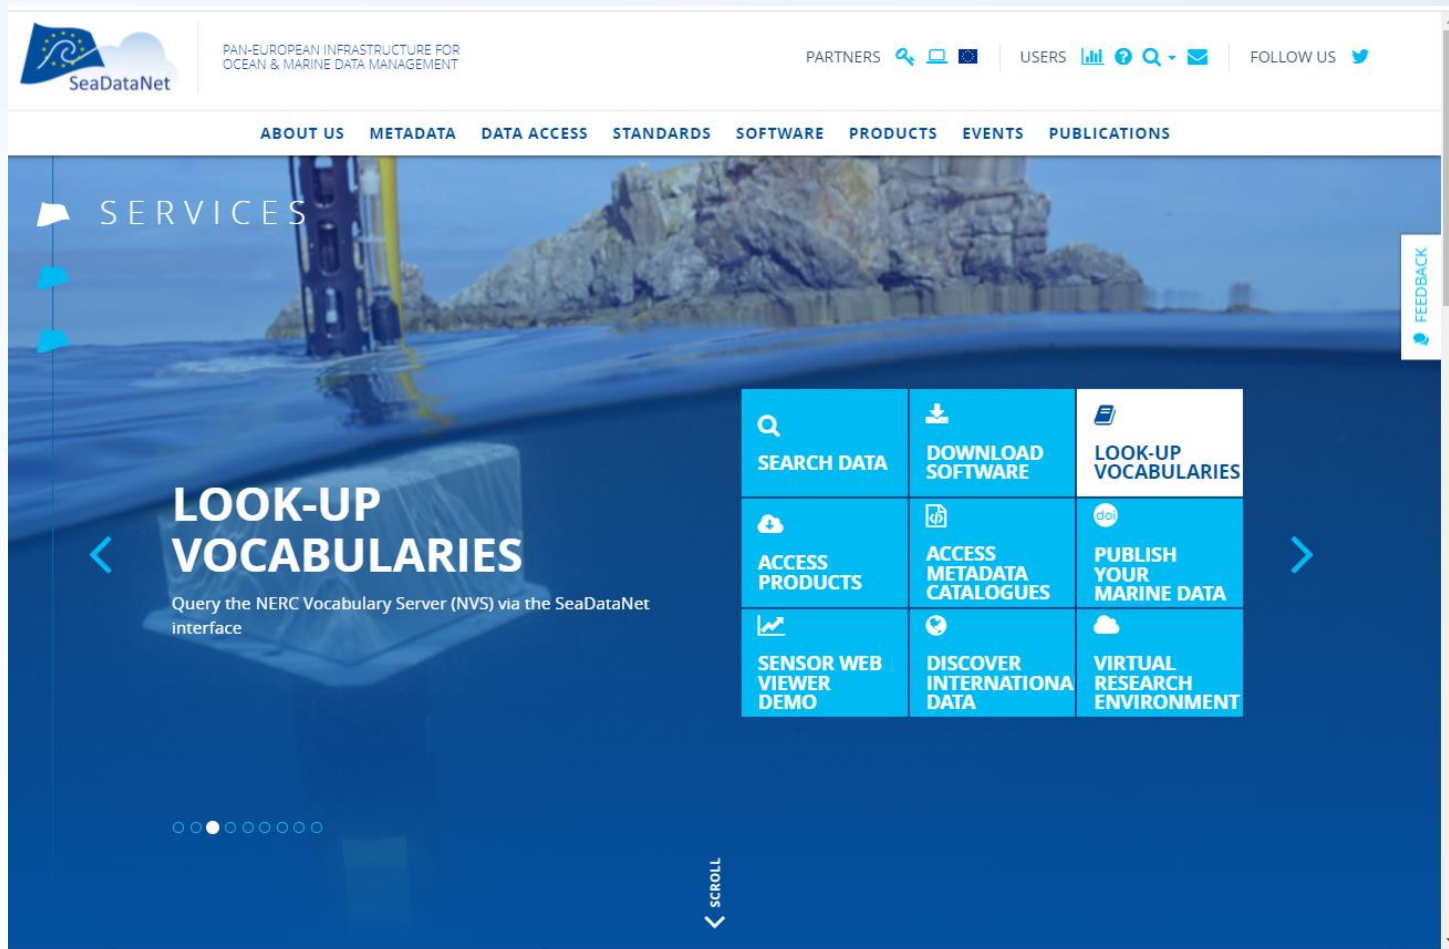 SeaDataNet
PAN-EUROPEAN INFRASTRUCTURE FOR
OCEAN & MARINE DATA MANAGEMENT
PARTNERS
USERS
FOLLOW US
ABOUT US METADATA DATA ACCESS STANDARDS SOFTWARE PRODUCTS EVENTS PUBLICATIONS
SERVICES
FEEDBACK
LOOK-UP
VOCABULARIES
Query the NERC Vocabulary Server (NVS) via the SeaDataNet
interface
SEARCH DATA
DOWNLOAD
SOFTWARE
LOOK-UP
VOCABULARIES
ACCESS
PRODUCTS
ACCESS
METADATA
CATALOGUES
doi
PUBLISH
YOUR
MARINE DATA
SENSOR WEB
VIEWER
DEMO
DISCOVER
INTERNATIONA
DATA
VIRTUAL
RESEARCH
ENVIRONMENT
SCROLL